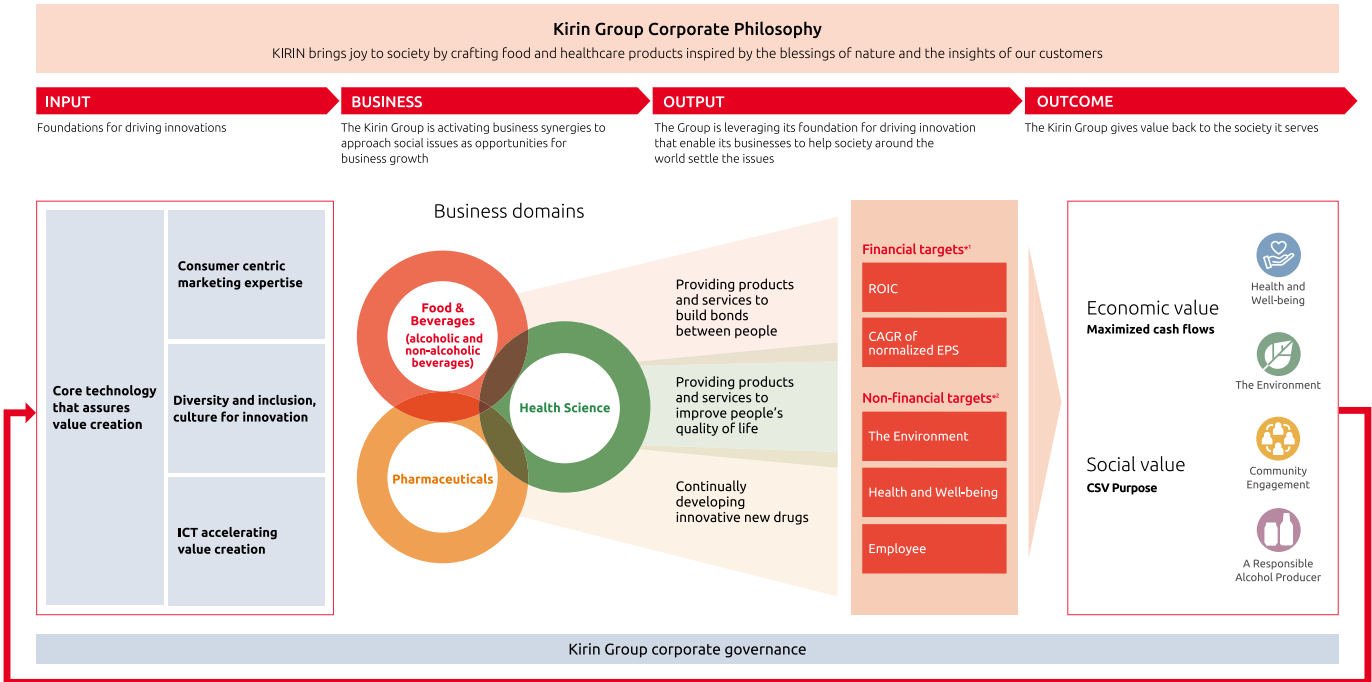 Kirin Group Corporate Philosophy
KIRIN brings joy to society by crafting food and healthcare products inspired by the blessings of nature and the insights of our customers
INPUT
Foundations for driving innovations
BUSINESS
The Kirin Group is activating business synergies to
approach social issues as opportunities for
business growth
OUTPUT
The Group is leveraging its foundation for driving innovation
that enable its businesses to help society around the
world settle the issues
OUTCOME
The Kirin Group gives value back to the society it serves
Core technology
that assures
value creation
Consumer centric
marketing expertise
Diversity and inclusion,
culture for innovation
ICT accelerating
value creation
Business domains
Food &
Beverages
(alcoholic and
non-alcoholic
beverages)
Health Science
Pharmaceuticals
Providing products
and services to
build bonds
between people
Providing products
and services to
improve people's
quality of life
Continually
developing
innovative new drugs
Financial targets*1
ROIC
CAGR of
normalized EPS
Non-financial targets*2
The Environment
Health and Well-being
Employee
Economic value
Maximized cash flows
Social value
CSV Purpose
Health and
Well-being
The Environment
Community
Engagement
A Responsible
Alcohol Producer
Kirin Group corporate governance